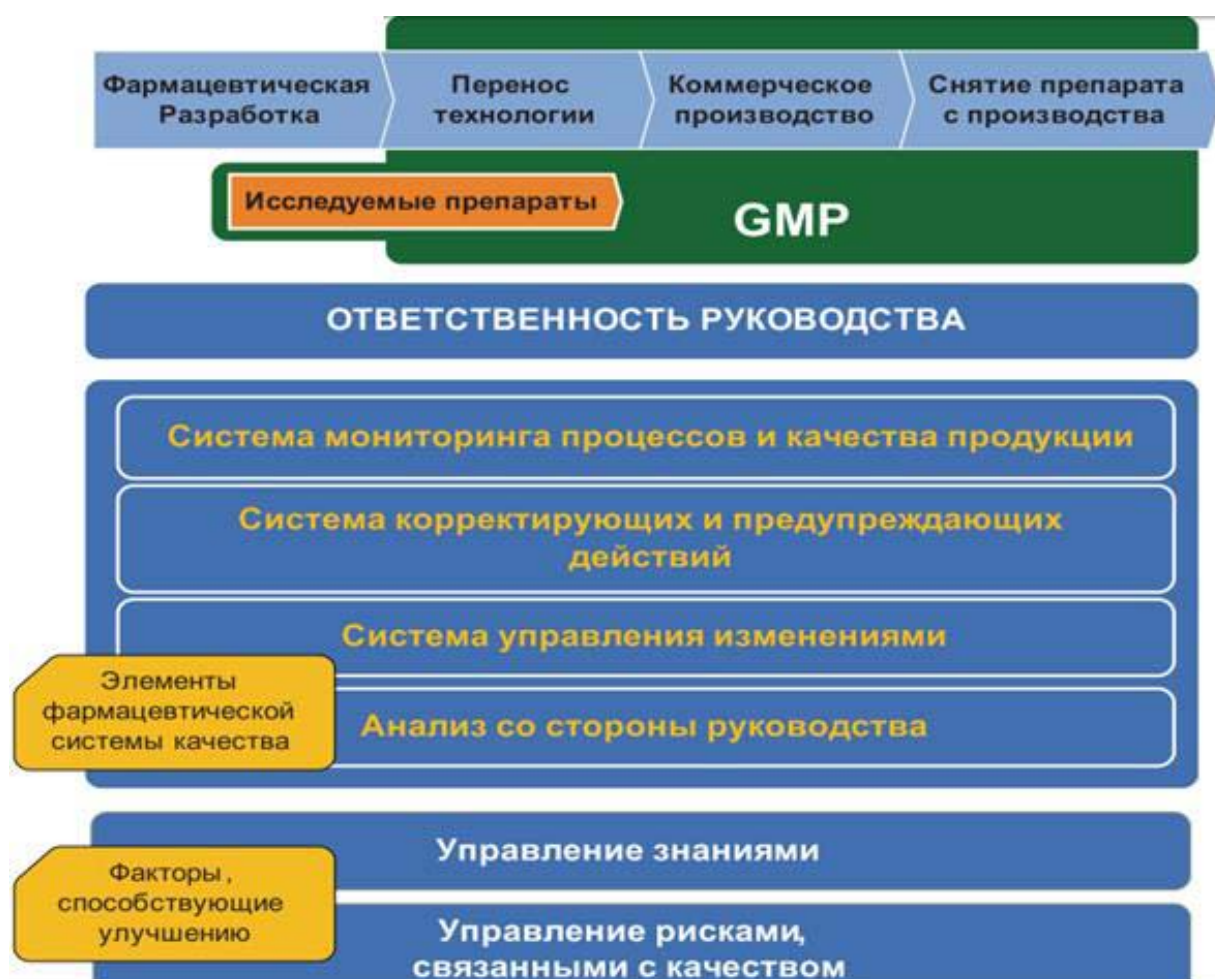 Фармацевтическая
Разработка
Перенос
технологии
Коммерческое
производство
Снятие препарата
с производства
Исследуемые препараты
GMP
ОТВЕТСТВЕННОСТЬ РУКОВОДСТВА
Система мониторинга процессов и качества продукции
Система корректирующих и предупреждающих
действий
Система управления изменениями
Элементы
фармацевтической
системы качества
Анализ со стороны руководства
Управление знаниями
Факторы ,
способствующие
улучшению
Управление рисками,
связанными с качеством